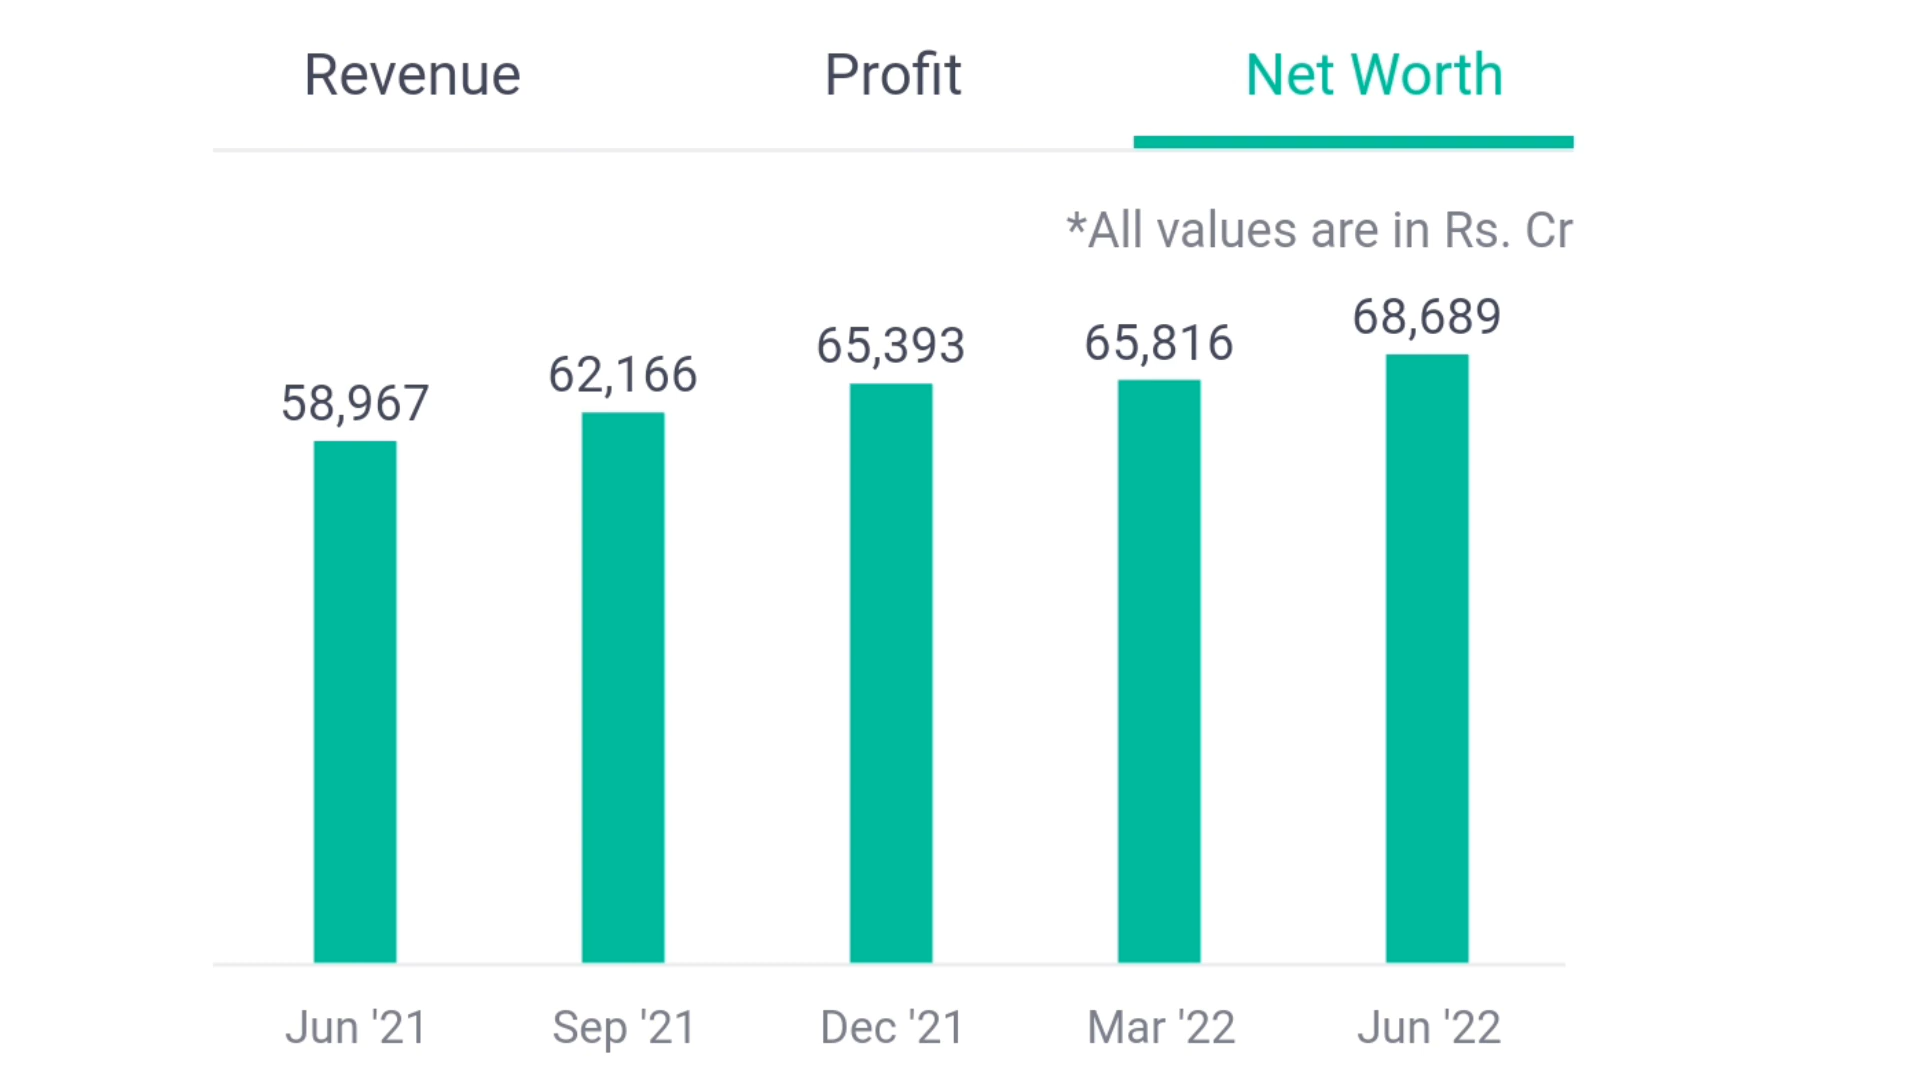 Revenue Profit Net Worth
*All values are in Rs. Cr
58,967 62,166 65,393 65,816 68,689
Jun '21 Sep '21 Dec '21 Mar '22 Jun '22